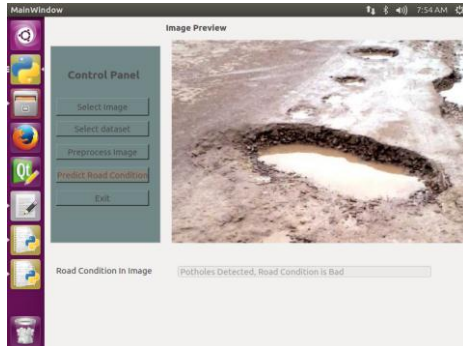 MainWindow
7:54 AM
Image Preview
Control Panel
Select Image
Select dataset
Preprocess Image
Predict Road Condition
Exit
Road Condition In Image
Potholes Detected, Road Condition is Bad
Qt